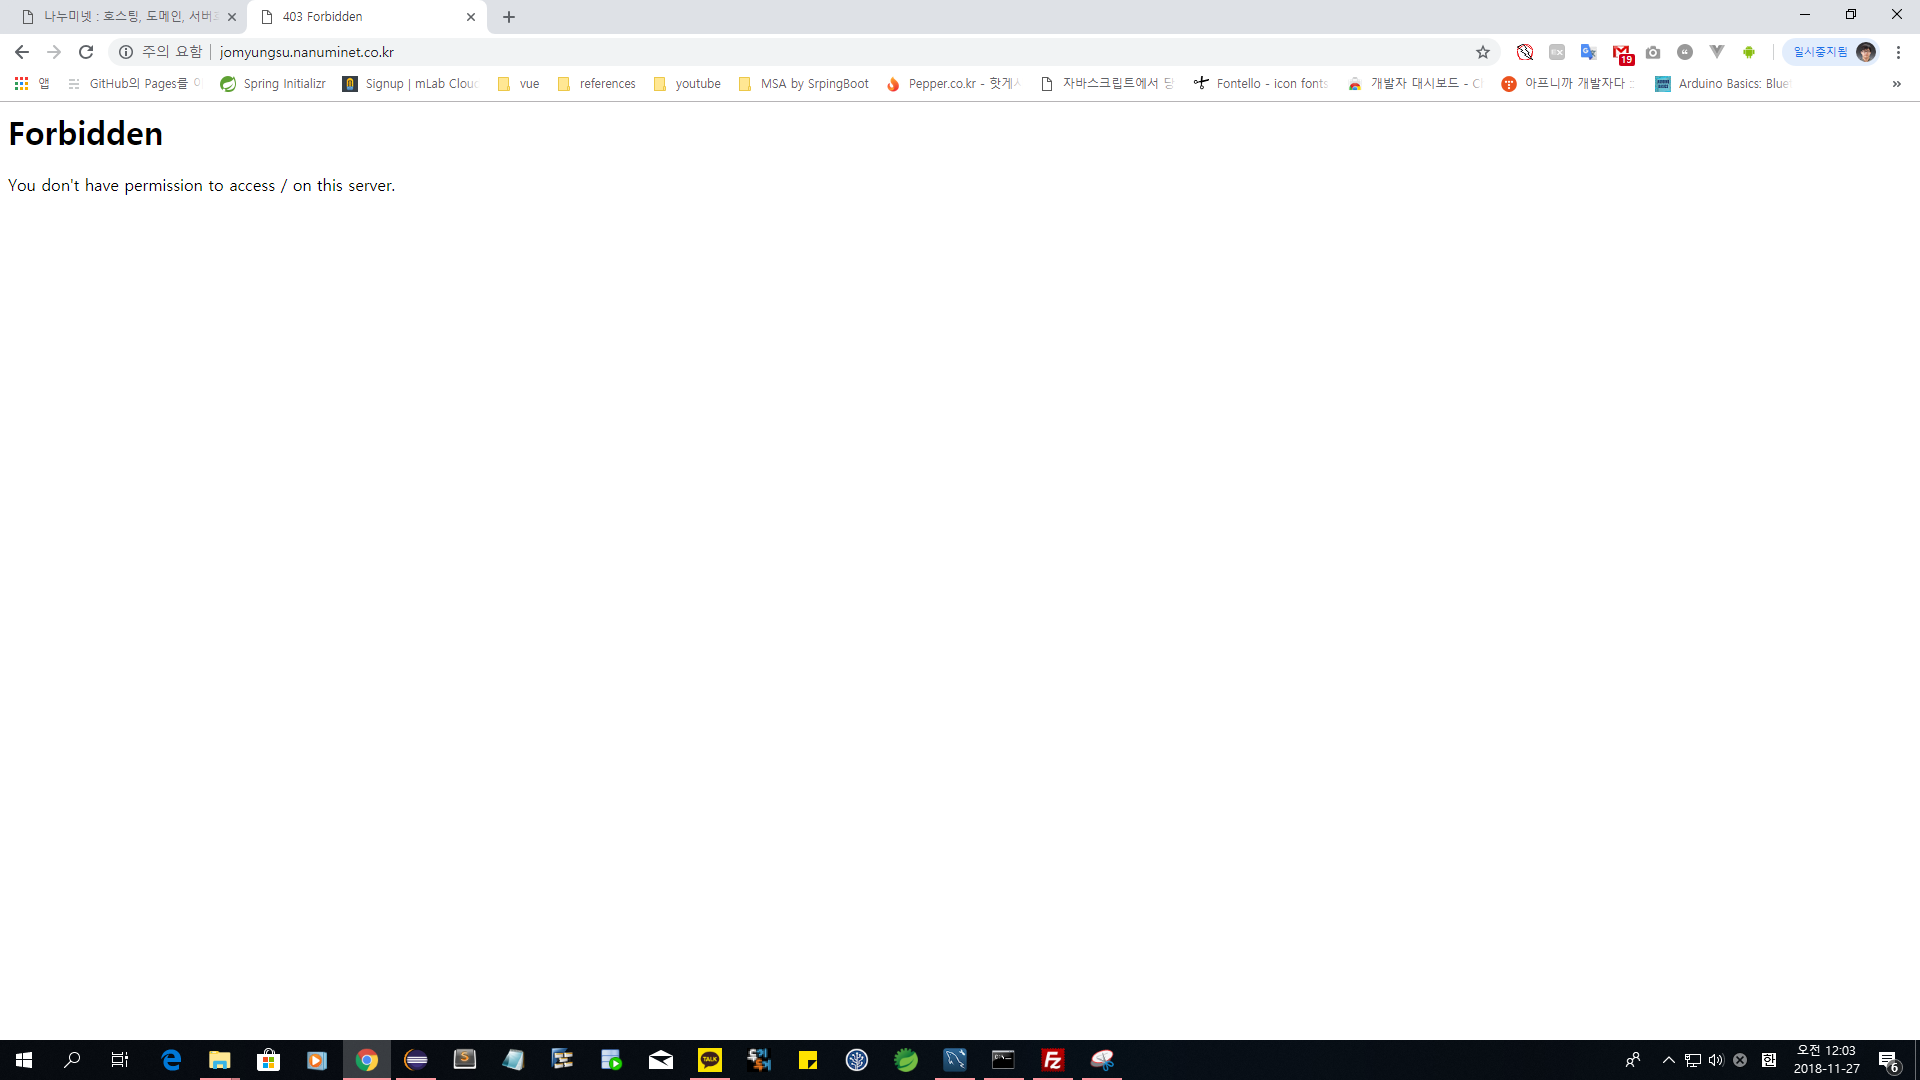 나누미넷 : 호스팅, 도메인, 서버
403 Forbidden
주의 요함
jomyungsu.nanuminet.co.kr
19
일시중지됨
앱
GitHub의 Pages를
Spring Initializr
Signup | mLab Clou
vue
references
youtube
MSA by SrpingBoot
Pepper.co.kr - 핫게
자바스크립트에서 당
Fontello - icon fonts
개발자 대시보드 - C
아프니까 개발자다 :
Arduino Basics: Blue
»
Forbidden
You don't have permission to access / on this server.
TALK
한
오전 12:03
2018-11-27
6